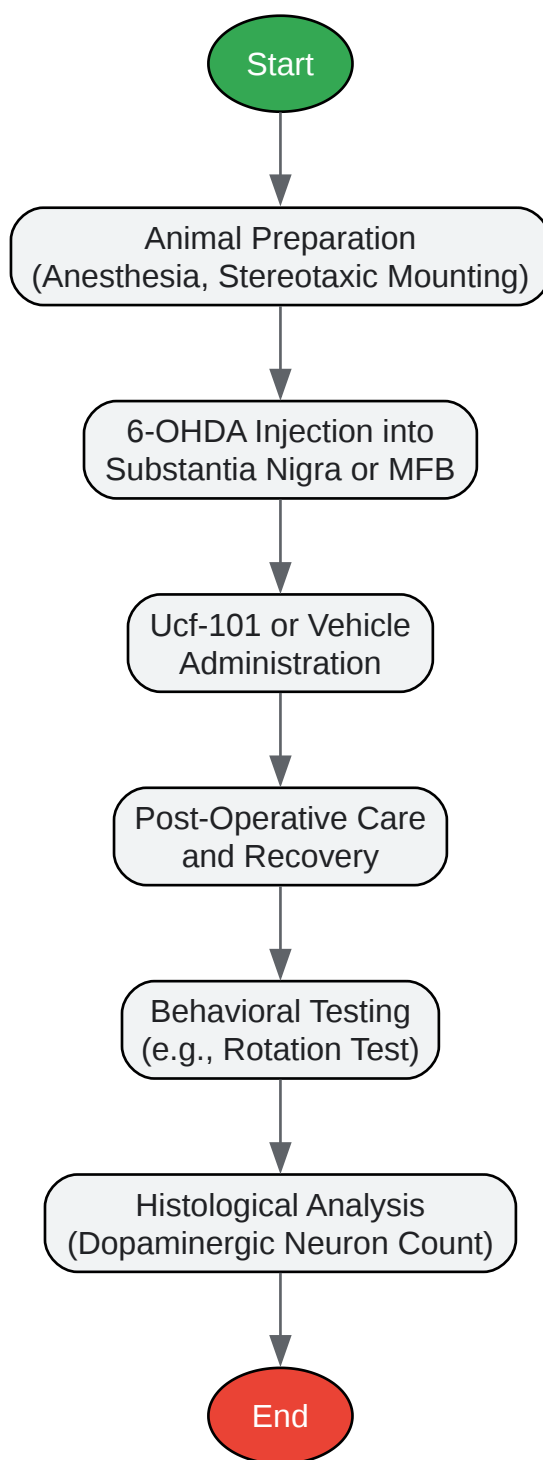 Start
Animal Preparation
(Anesthesia, Stereotaxic Mounting)
6-OHDA Injection into
Substantia Nigra or MFB
Ucf-101 or Vehicle
Administration
Post-Operative Care
and Recovery
Behavioral Testing
(e.g., Rotation Test)
Histological Analysis
(Dopaminergic Neuron Count)
End